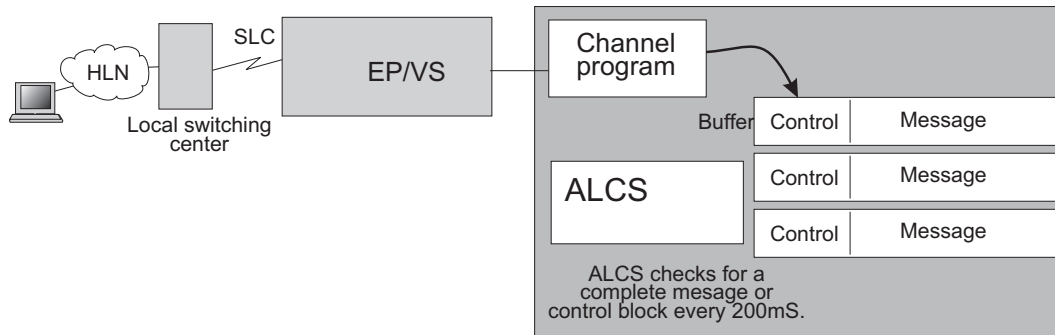 SLC
HLN
EP/VS
Local switching
center
Channel
program
Buffer
Control
Message
Control
Message
Control
Message
ALCS
ALCS checks for a
complete mesage or
control block every 200mS.